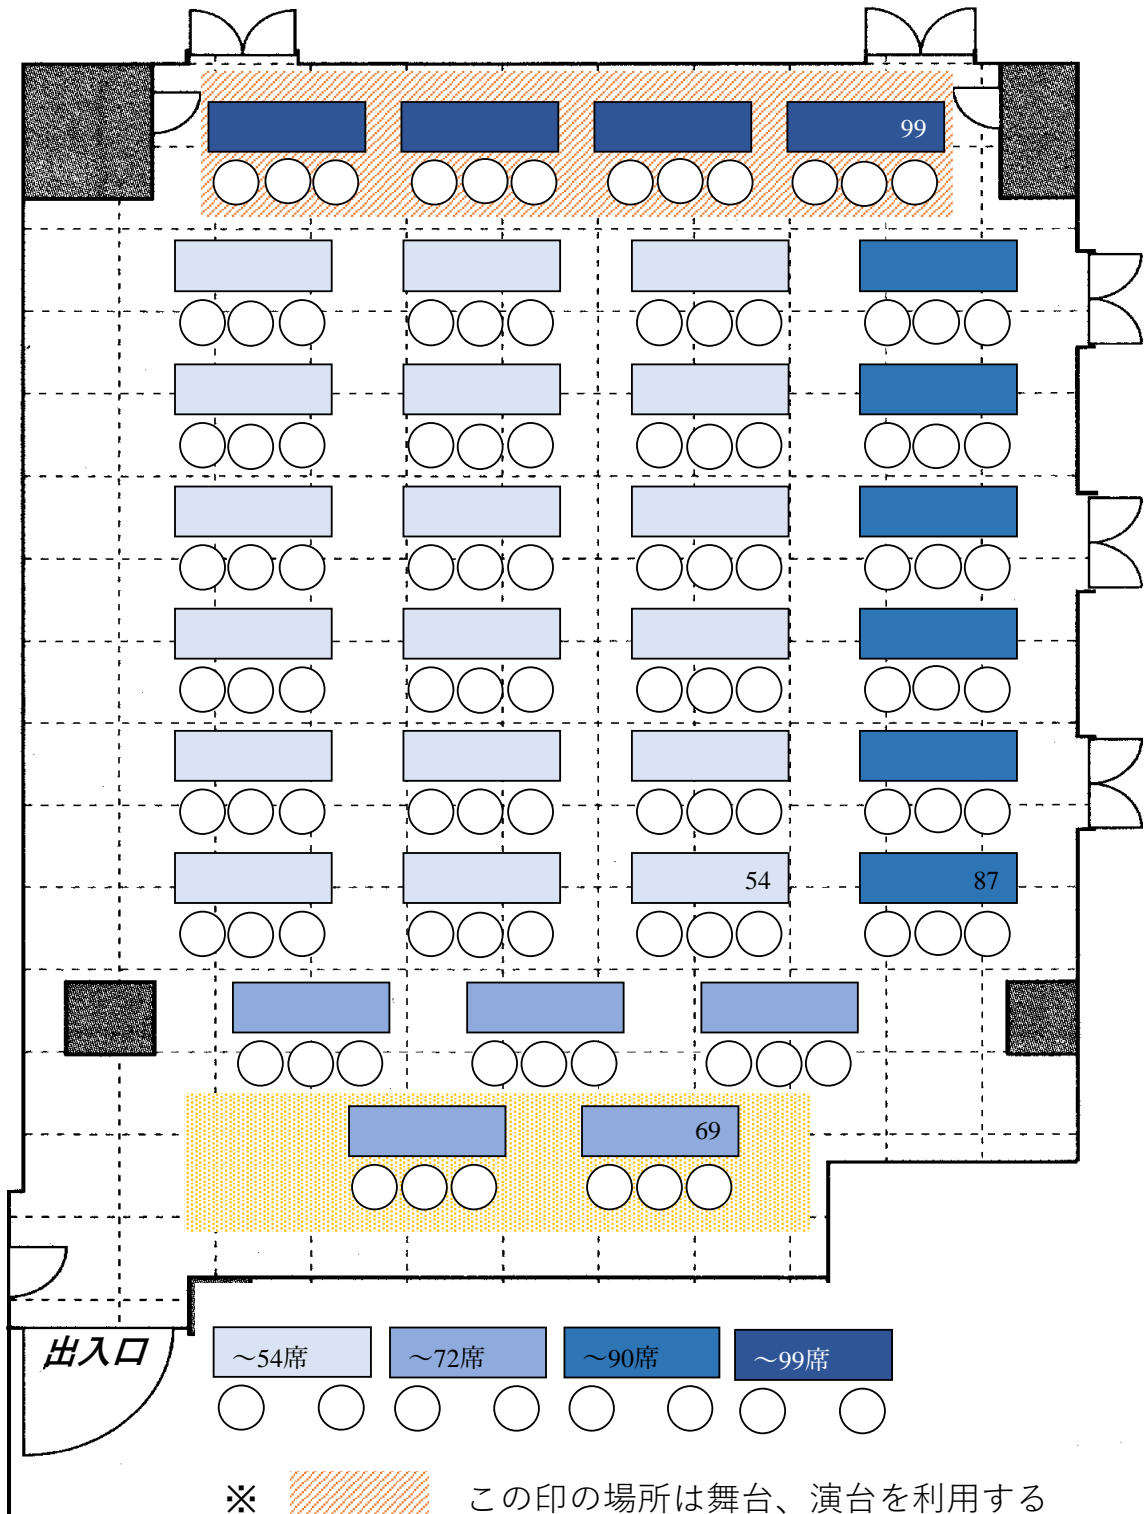 99
54
87
69
出入口
～54席
～72席
～90席
～99席
※ この印の場所は舞台、演台を利用する